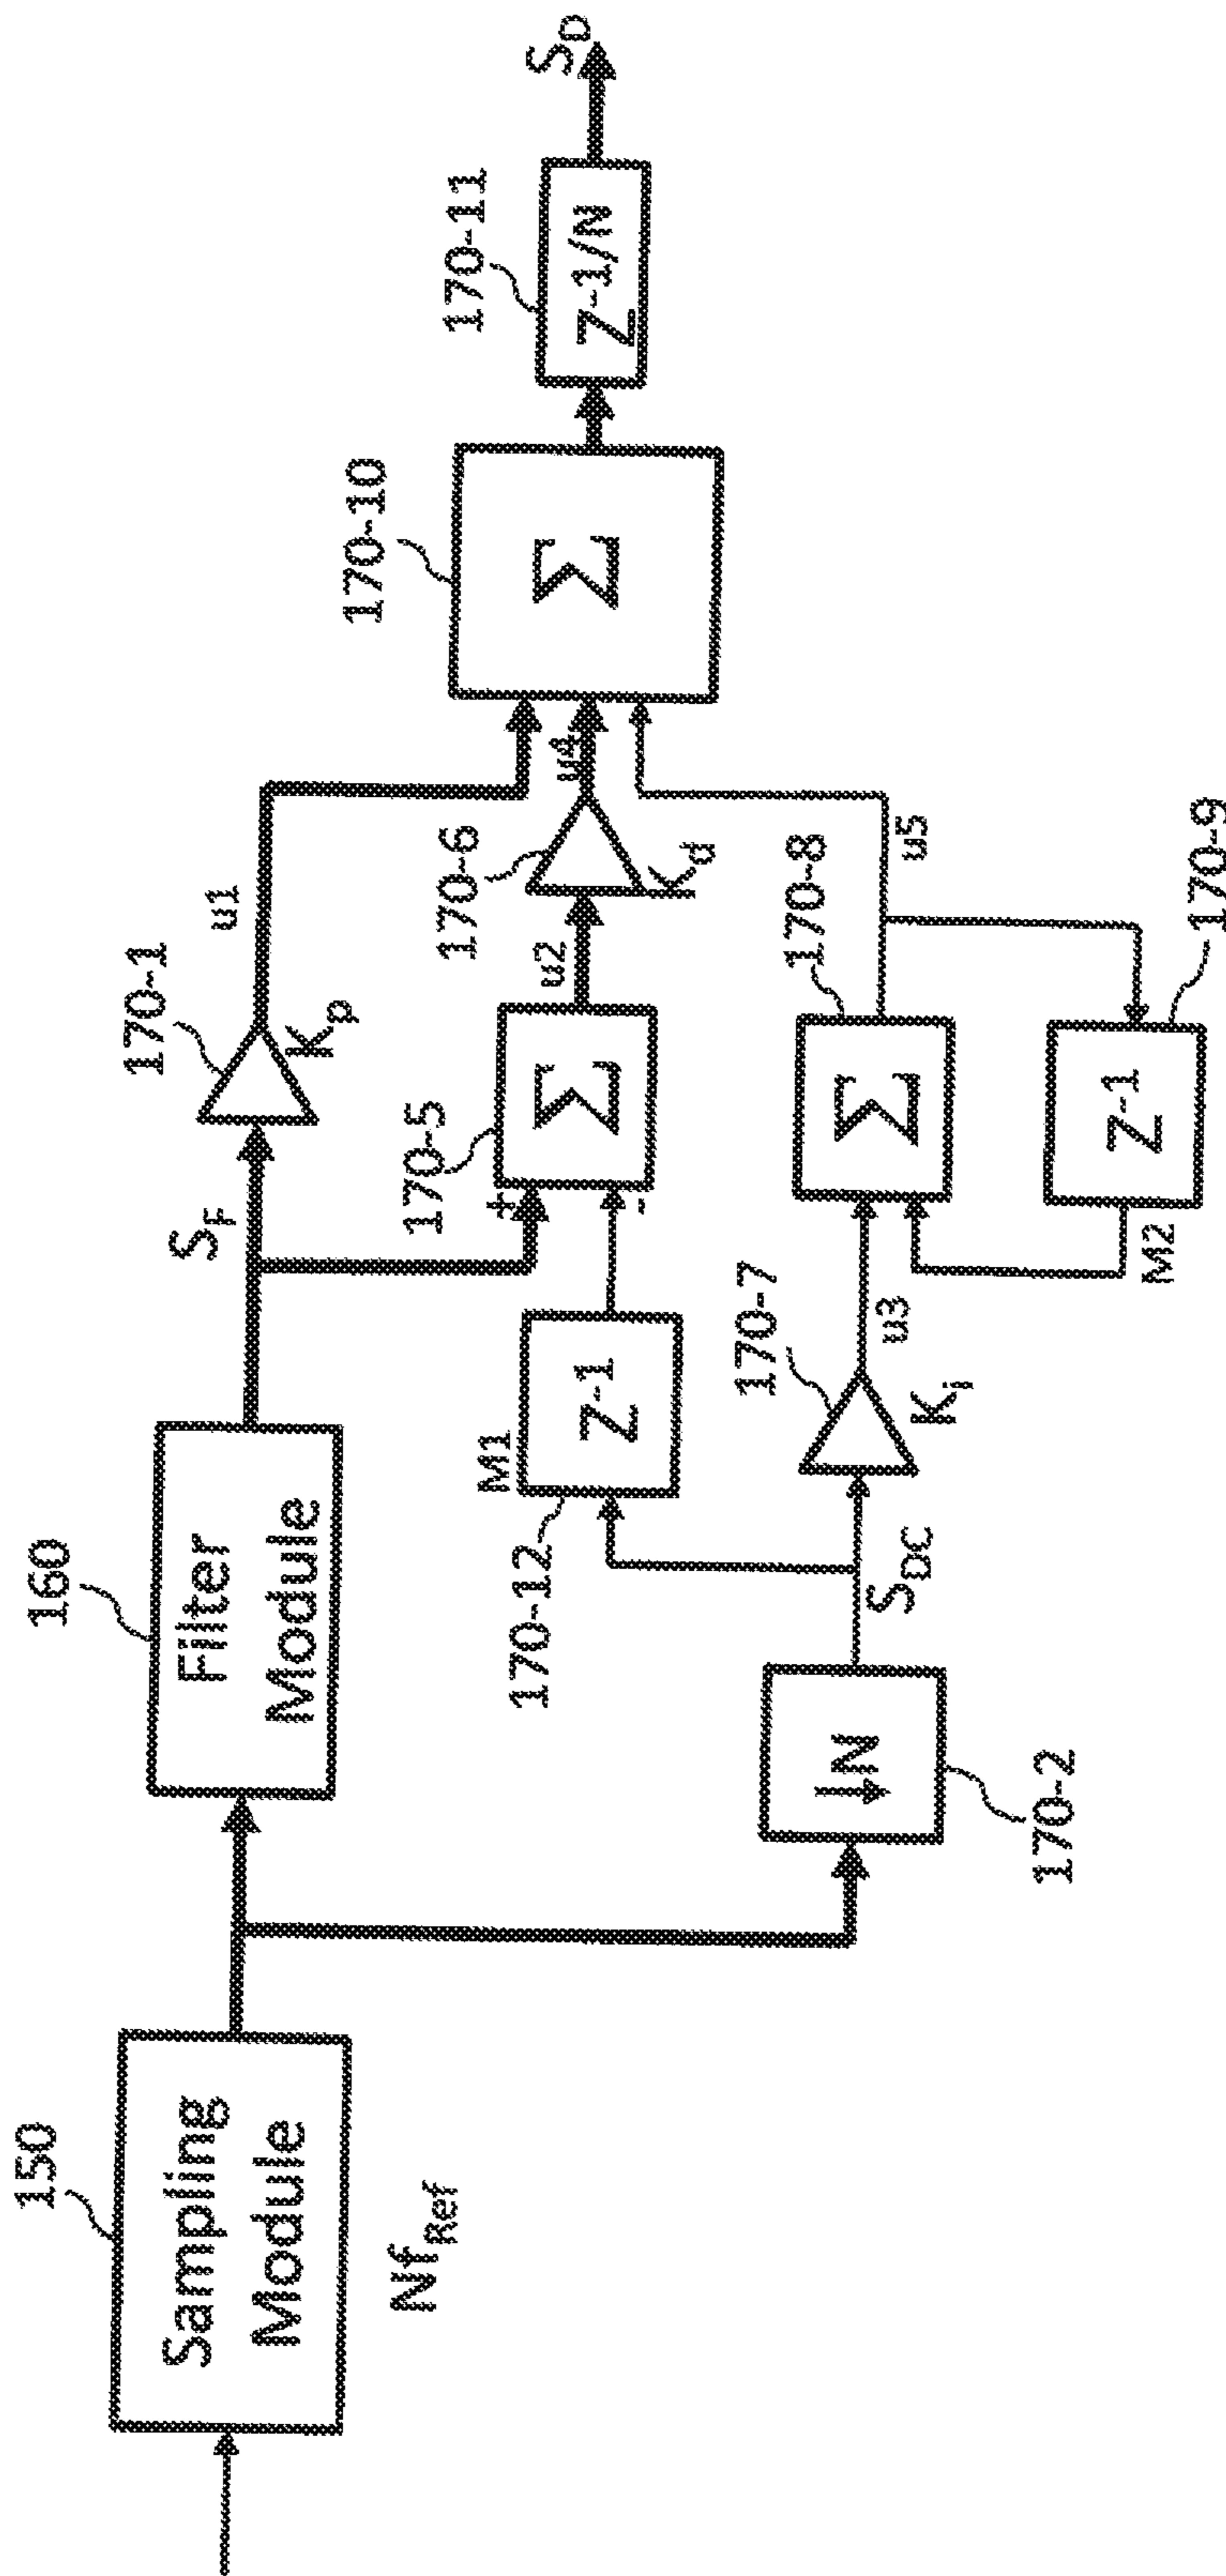 150
Sampling
Module
Nf_Ref
160
Filter
Module
S_F
170-1
K_p
u1
170-2
↓N
S_DC
170-12
M1
Z-1
170-5
+
-
Σ
u2
170-6
K_d
u4
170-7
K_i
u3
170-8
Σ
u5
M2
Z-1
170-9
170-10
Σ
170-11
Z-1/N
S_D